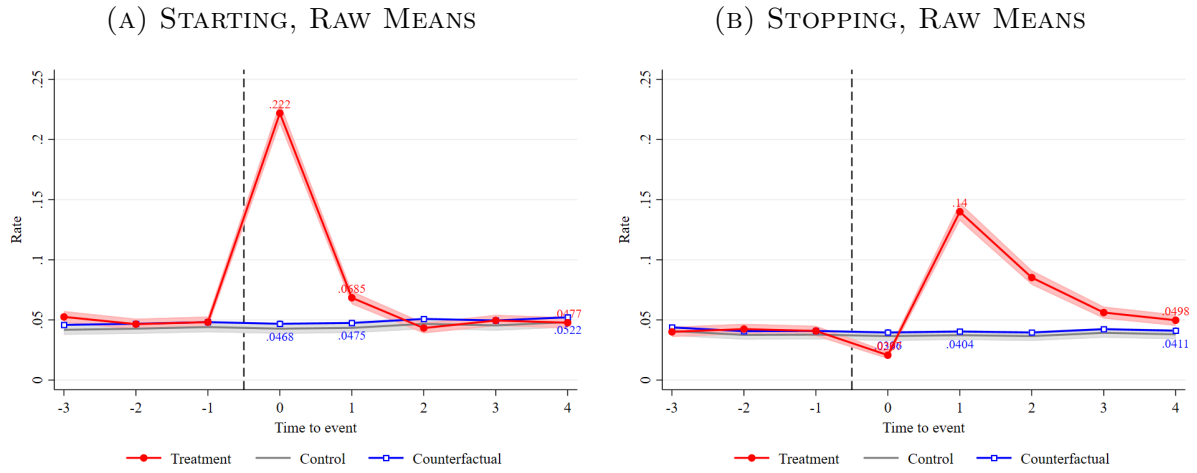 (A) STARTING, RAW MEANS
.25
.2
.15
.1
.05
0
Rate
.222
.0685
.0477
.0468
.0475
.0522
-3 -2 -1 0 1 2 3 4
Time to event
Treatment Control Counterfactual
(B) STOPPING, RAW MEANS
.25
.2
.15
.1
.05
0
Rate
.14
.0498
.0404
.0411
-3 -2 -1 0 1 2 3 4
Time to event
Treatment Control Counterfactual